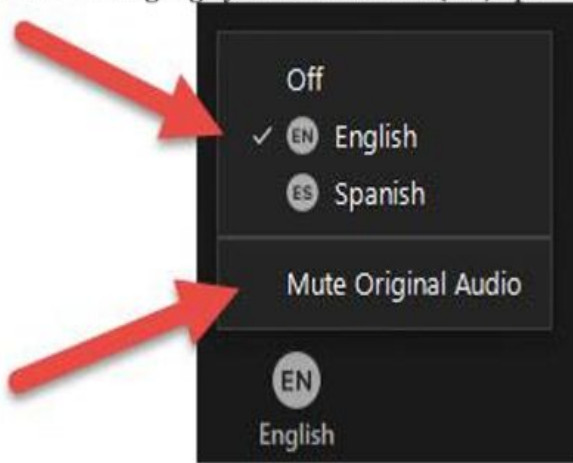 Off
EN English
ES Spanish
Mute Original Audio
EN
English